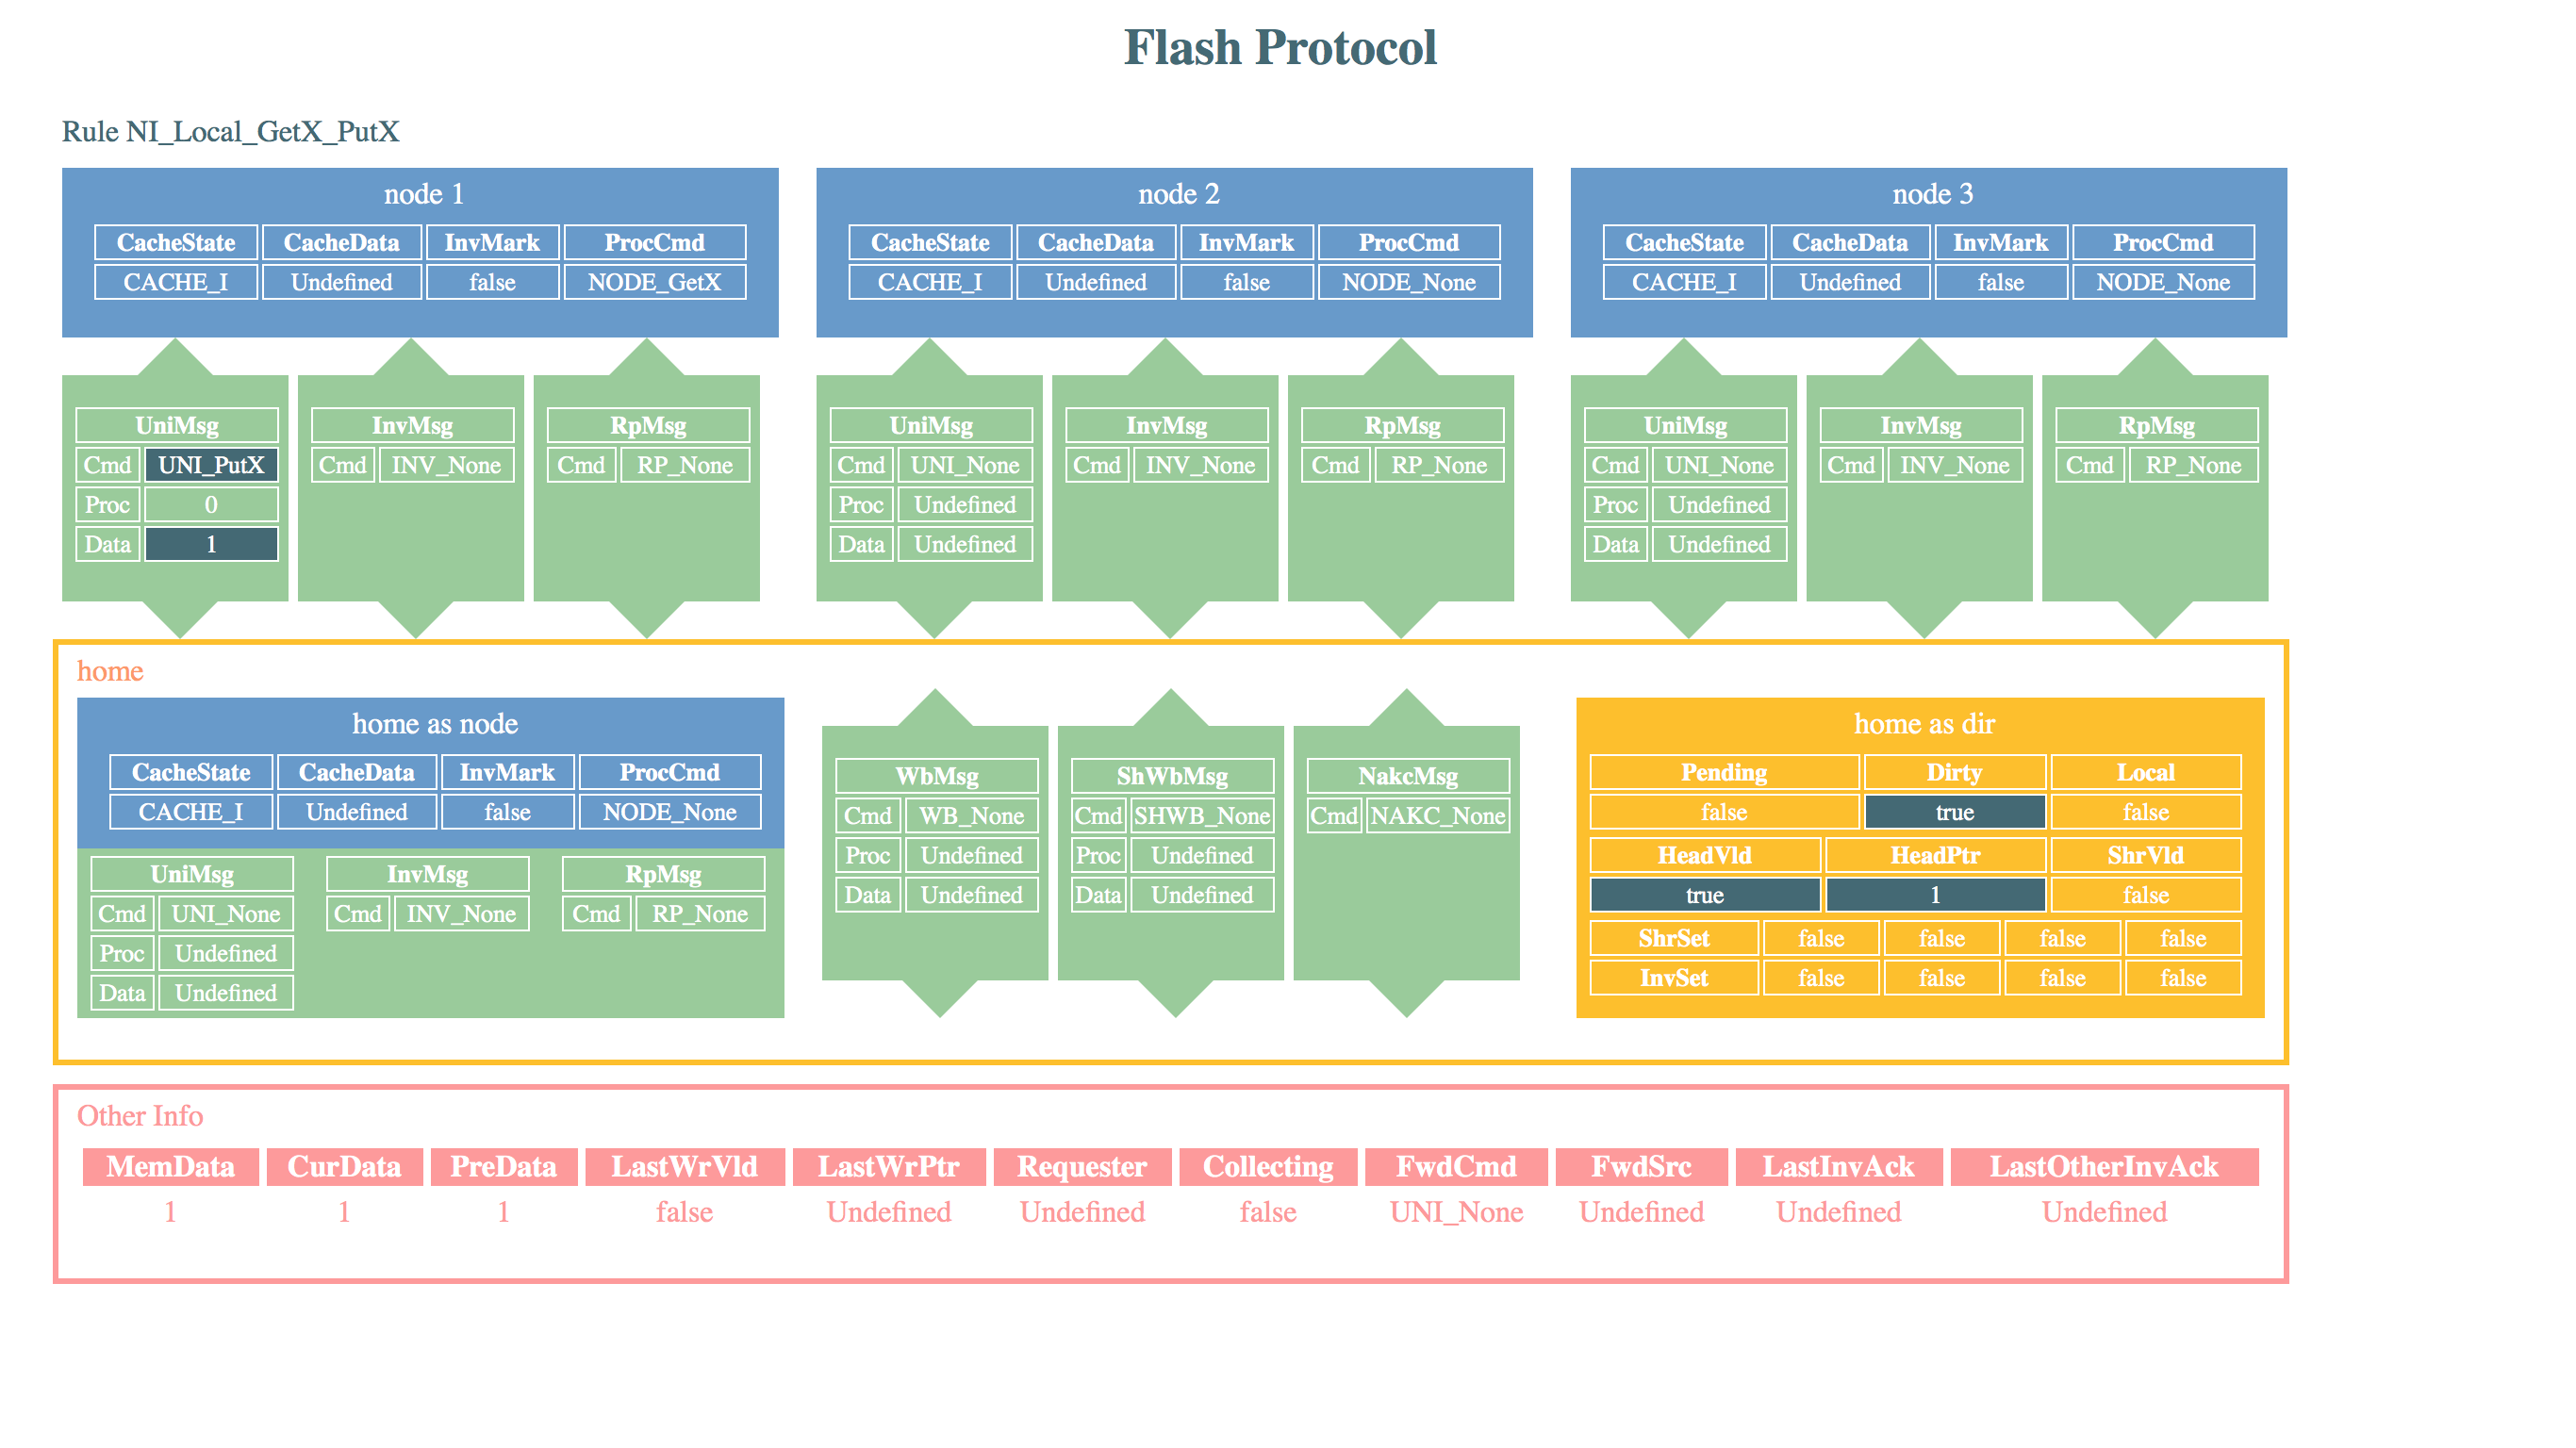 Flash Protocol
Rule NI_Local_GetX_PutX
node 1
CacheState CacheData InvMark ProcCmd
CACHE_I Undefined false NODE_GetX
node 2
CacheState CacheData InvMark ProcCmd
CACHE_I Undefined false NODE_None
node 3
CacheState CacheData InvMark ProcCmd
CACHE_I Undefined false NODE_None
UniMsg
Cmd UNI_PutX
Proc 0
Data 1
InvMsg
Cmd INV_None
RpMsg
Cmd RP_None
UniMsg
Cmd UNI_None
Proc Undefined
Data Undefined
InvMsg
Cmd INV_None
RpMsg
Cmd RP_None
UniMsg
Cmd UNI_None
Proc Undefined
Data Undefined
InvMsg
Cmd INV_None
RpMsg
Cmd RP_None
home
home as node
CacheState CacheData InvMark ProcCmd
CACHE_I Undefined false NODE_None
UniMsg
Cmd UNI_None
Proc Undefined
Data Undefined
InvMsg
Cmd INV_None
RpMsg
Cmd RP_None
WbMsg
Cmd WB_None
Proc Undefined
Data Undefined
ShWbMsg
Cmd SHWB_None
Proc Undefined
Data Undefined
NakcMsg
Cmd NAKC_None
home as dir
Pending Dirty Local
false true false
HeadVld HeadPtr ShrVld
true 1 false
ShrSet false false false false
InvSet false false false false
Other Info
MemData CurData PreData LastWrVld LastWrPtr Requester Collecting FwdCmd FwdSrc LastInvAck LastOtherInvAck
1 1 1 false Undefined Undefined false UNI_None Undefined Undefined Undefined